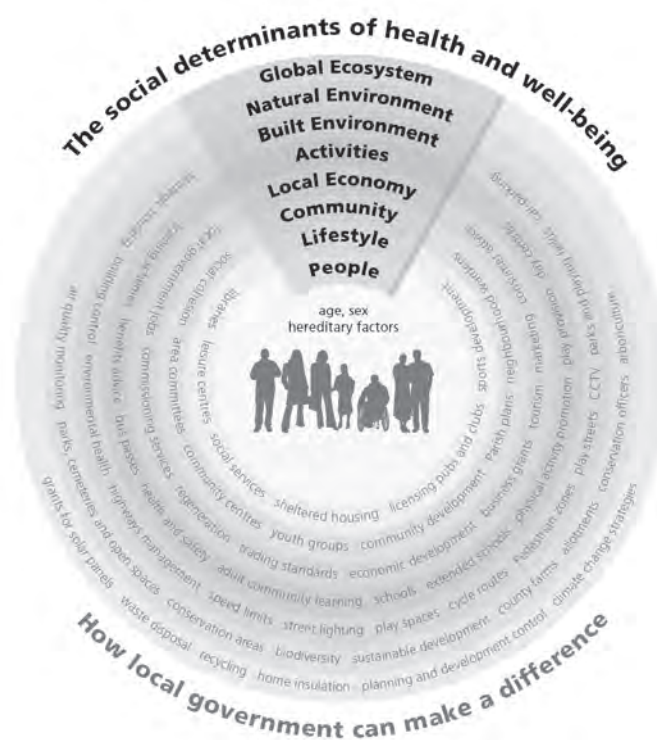 The social determinants of health and well-being
Global Ecosystem
Natural Environment
Built Environment
Activities
Local Economy
Community
Lifestyle
People
age, sex
hereditary factors
libraries leisure centres social services sheltered housing licensing pubs and clubs sports development
social cohesion area committees community centres youth groups community development Parish plans neighbourhood wardens
local government jobs commissioning services regeneration trading standards economic development business grants tourism marketing consumer advice
benefits advice bus passes health and safety adult community learning schools extended schools physical activity promotion play provision day centres
building control environmental health highways management speed limits street lighting play spaces cycle routes Pedestrian zones play streets CCTV parks and playing fields car-parking
air quality monitoring parks, cemeteries and open spaces conservation areas biodiversity sustainable development county farms allotments conservation officers arboriculture
grants for solar panels waste disposal recycling home insulation planning and development control climate change strategies
How local government can make a difference